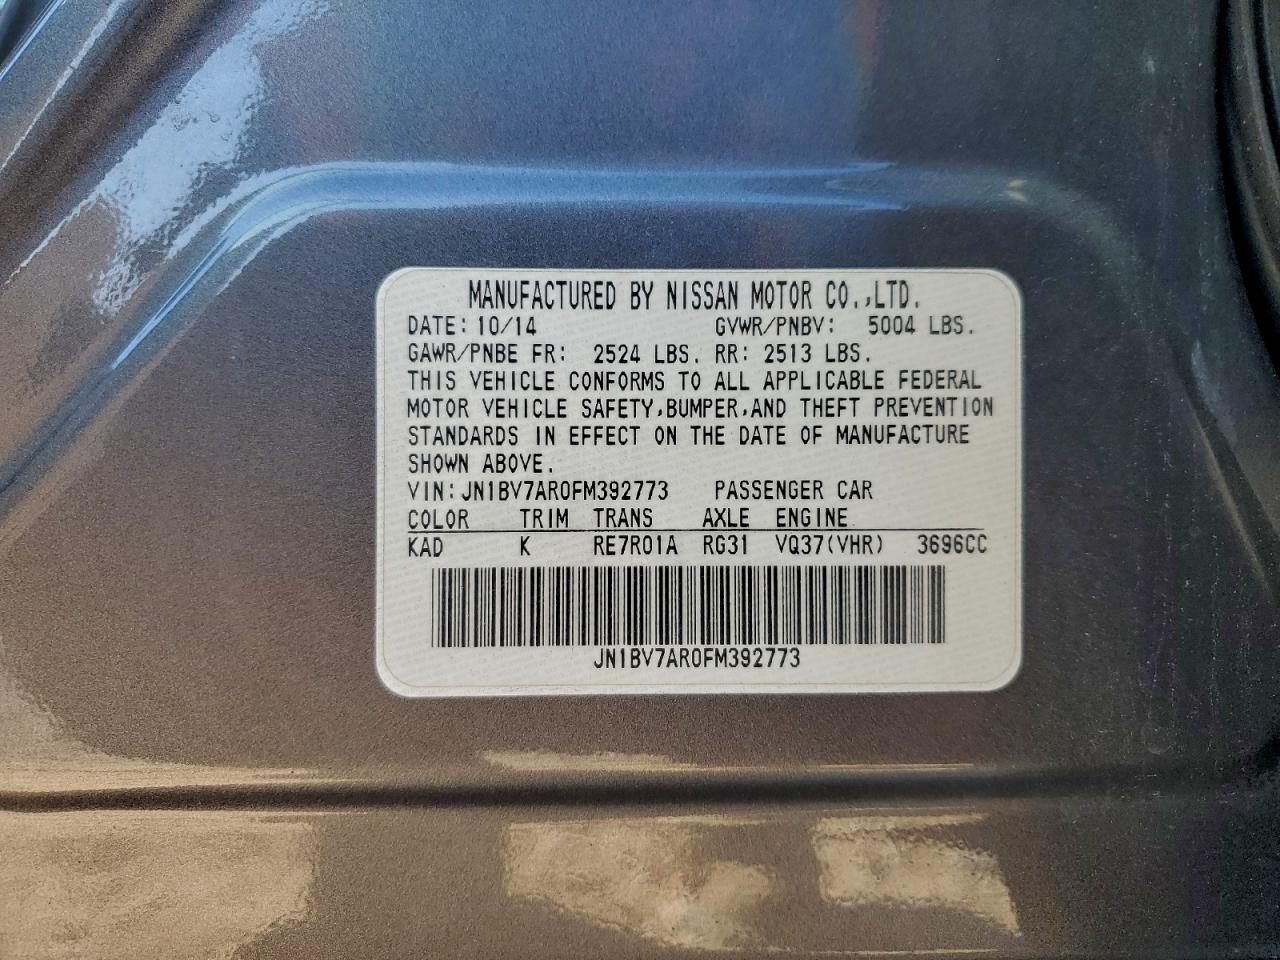 MANUFACTURED BY NISSAN MOTOR CO.,LTD.
DATE: 10/14 GVWR/PNBV: 5004 LBS.
GAWR/PNBE FR: 2524 LBS. RR: 2513 LBS.
THIS VEHICLE CONFORMS TO ALL APPLICABLE FEDERAL
MOTOR VEHICLE SAFETY,BUMPER,AND THEFT PREVENTION
STANDARDS IN EFFECT ON THE DATE OF MANUFACTURE
SHOWN ABOVE.
VIN: JN1BV7AR0FM392773 PASSENGER CAR
COLOR TRIM TRANS AXLE ENGINE
KAD K RE7R01A RG31 VQ37(VHR) 3696CC
JN1BV7AR0FM392773